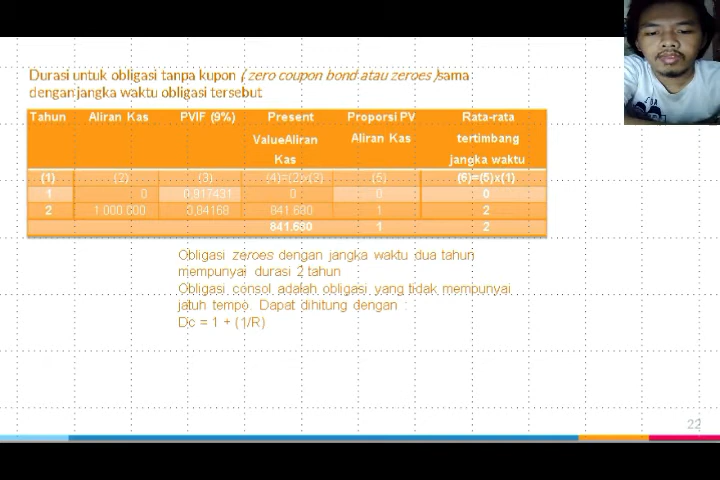 Durasi untuk obligasi tanpa kupon ( zero coupon bond atau zeroes )sama
dengan jangka waktu obligasi tersebut
Tahun Aliran Kas PVIF (9%) Present ValueAliran Kas Proporsi PV Aliran Kas Rata-rata tertimbang jangka waktu
(1) (2) (3) (4)=(2)x(3) (5) (6)=(5)x(1)
1 0 0,917431 0 0 0
2 1.000.000 0,84168 841.680 1 2
841.680 1 2
Obligasi zeroes dengan jangka waktu dua tahun
mempunyai durasi 2 tahun
Obligasi consol adalah obligasi yang tidak mempunyai
jatuh tempo. Dapat dihitung dengan :
Dc = 1 + (1/R)
22